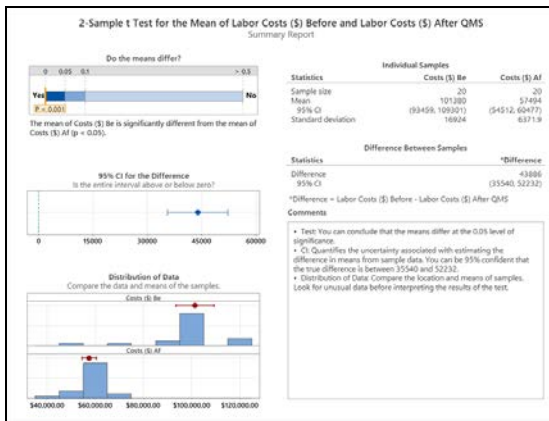 2-Sample t Test for the Mean of Labor Costs ($) Before and Labor Costs ($) After QMS
Summary Report
Do the means differ?
0 0.05 0.1 > 0.5
Yes No
P < 0.001
The mean of Costs ($) Be is significantly different from the mean of
Costs ($) Af (p < 0.05).
95% CI for the Difference
Is the entire interval above or below zero?
0 15000 30000 45000 60000
Distribution of Data
Compare the data and means of the samples.
Costs ($) Be
Costs ($) Af
$40,000.00 $60,000.00 $80,000.00 $100,000.00 $120,000.00
Individual Samples
Statistics Costs ($) Be Costs ($) Af
Sample size 20 20
Mean 101380 57494
95% CI (93459, 109301) (54512, 60477)
Standard deviation 16924 6371.9
Difference Between Samples
Statistics *Difference
Difference 43886
95% CI (35540, 52232)
*Difference = Labor Costs ($) Before - Labor Costs ($) After QMS
Comments
• Test: You can conclude that the means differ at the 0.05 level of
significance.
• CI: Quantifies the uncertainty associated with estimating the
difference in means from sample data. You can be 95% confident that
the true difference is between 35540 and 52232.
• Distribution of Data: Compare the location and means of samples.
Look for unusual data before interpreting the results of the test.